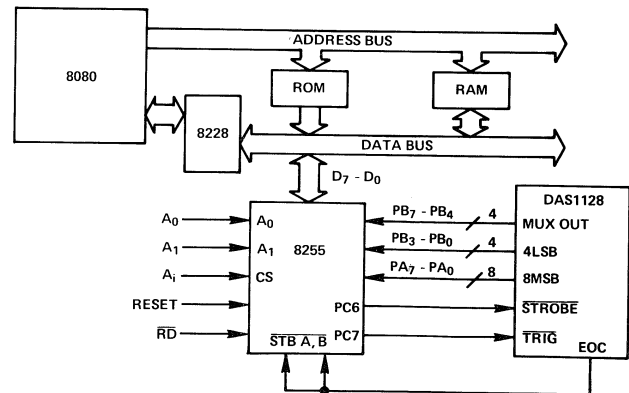 ADDRESS BUS
8080
ROM
RAM
8228
DATA BUS
D7 - D0
DAS1128
A0
A0
PB7 - PB4
4
MUX OUT
A1
A1
8255
PB3 - PB0
4
4LSB
Ai
CS
PA7 - PA0
8
8MSB
RESET
PC6
STROBE
RD
STB A, B
PC7
TRIG
EOC